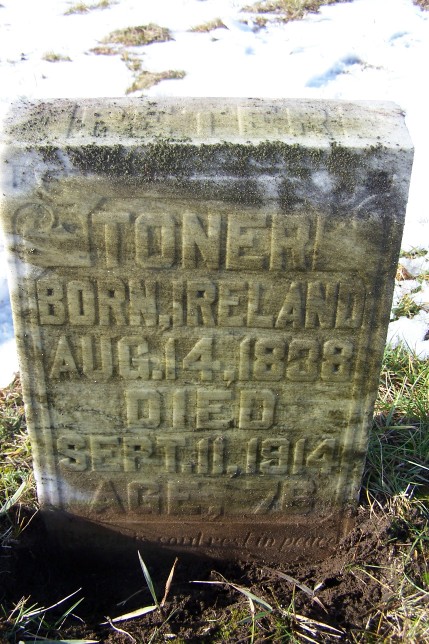 TONER
BORN, IRELAND
AUG. 14, 1838
DIED
SEPT. 11, 1914
AGE, 76
soul rest in peace